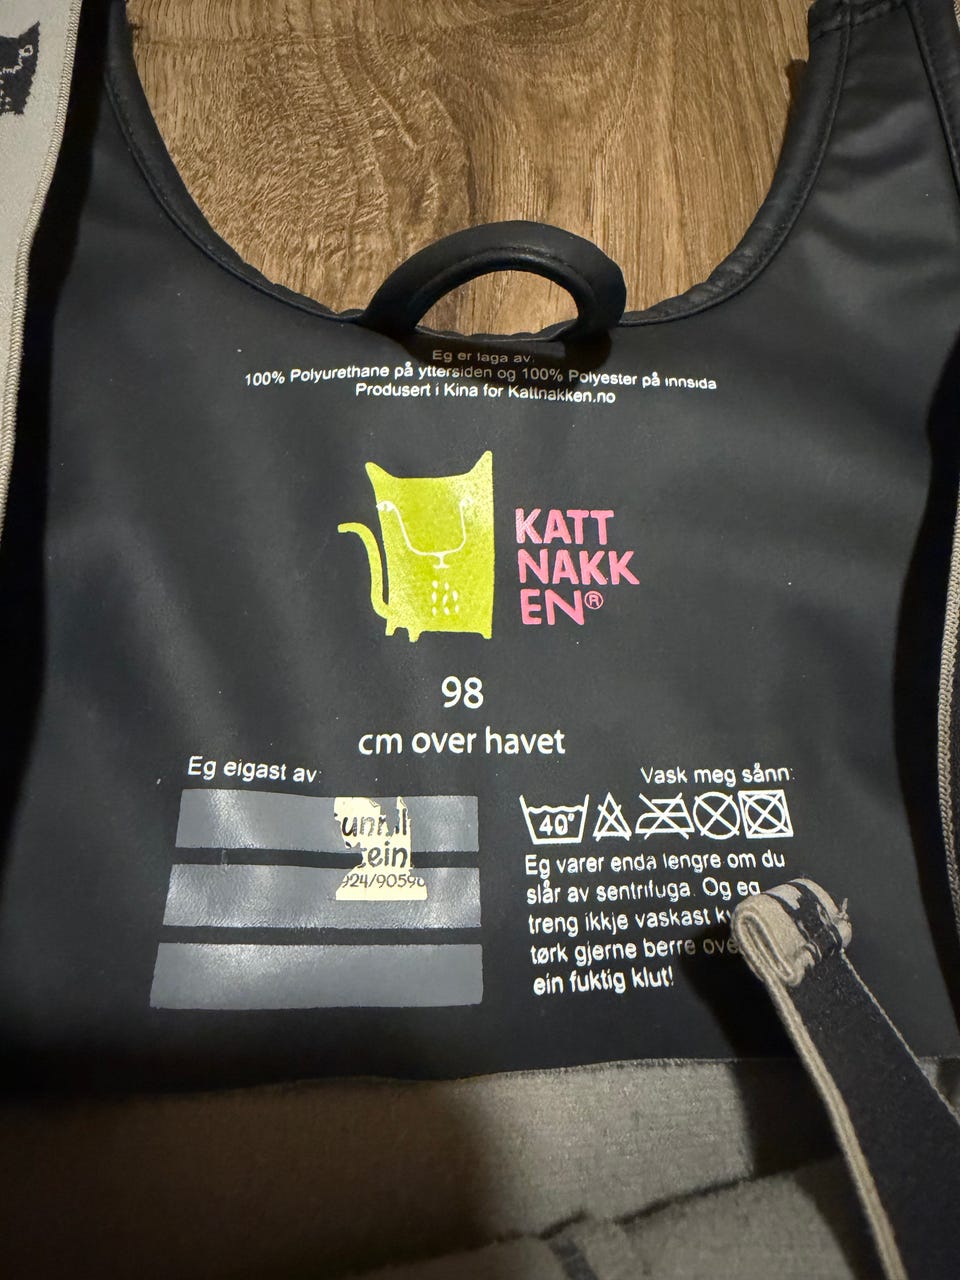 Eg er laga av:
100% Polyurethane på yttersiden og 100% Polyester på innsida
Produsert i Kina for Kattnakken.no
KATT
NAKK
EN®
98
cm over havet
Eg eigast av:
Vask meg sånn:
40°
Eg varer enda lengre om du
slår av sentrifuga. Og eg
treng ikkje vaskast
tørk gjerne berre
ein fuktig klut!